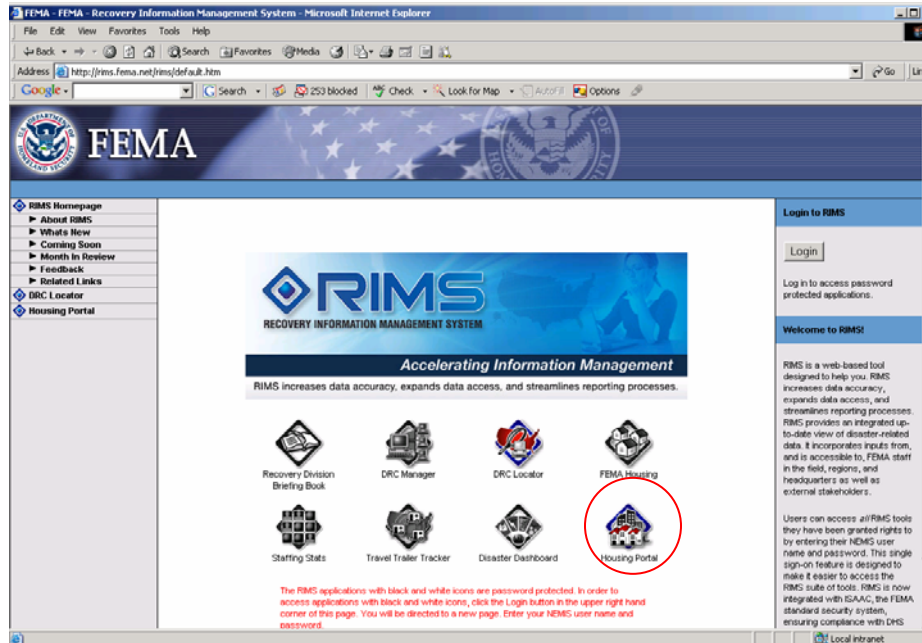 FEMA - FEMA - Recovery Information Management System - Microsoft Internet Explorer
File Edit View Favorites Tools Help
Back Search Favorites Media
Address http://rims.fema.net/rims/default.htm Go
Google Search 253 blocked Check Look for Map AutoFill Options
U.S. DEPARTMENT OF HOMELAND SECURITY
FEMA
RIMS Homepage
About RIMS
Whats New
Coming Soon
Month In Review
Feedback
Related Links
DRC Locator
Housing Portal
RIMS
RECOVERY INFORMATION MANAGEMENT SYSTEM
Accelerating Information Management
RIMS increases data accuracy, expands data access, and streamlines reporting processes.
Recovery Division
Briefing Book
DRC Manager
DRC Locator
FEMA Housing
Staffing Stats
Travel Trailer Tracker
Disaster Dashboard
Housing Portal
The RIMS applications with black and white icons are password protected. In order to
access applications with black and white icons, click the Login button in the upper right hand
corner of this page. You will be directed to a new page. Enter your NEMIS user name and
password.
Login to RIMS
Login
Log in to access password
protected applications.
Welcome to RIMS!
RIMS is a web-based tool
designed to help you. RIMS
increases data accuracy,
expands data access, and
streamlines reporting processes.
RIMS provides an integrated up-
to-date view of disaster-related
data. It incorporates inputs from,
and is accessible to, FEMA staff
in the field, regions, and
headquarters as well as
external stakeholders.
Users can access all RIMS tools
they have been granted rights to
by entering their NEMIS user
name and password. This single
sign-on feature is designed to
make it easier to access the
RIMS suite of tools. RIMS is now
integrated with ISAAC, the FEMA
standard security system,
ensuring compliance with DHS
Local intranet